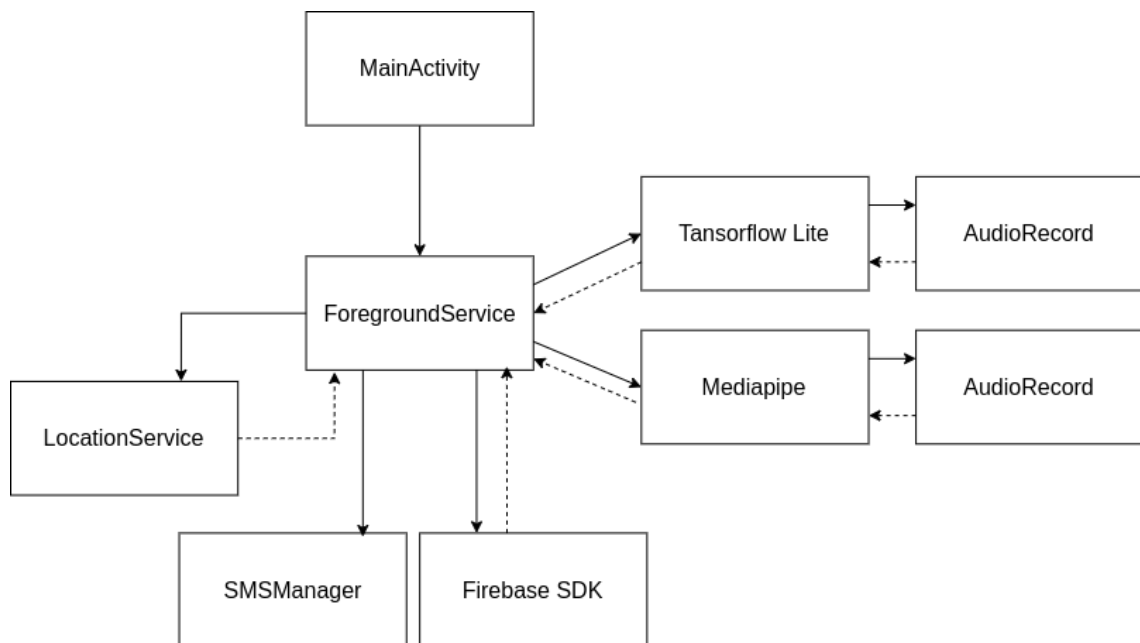 MainActivity
Tansorflow Lite
AudioRecord
ForegroundService
Mediapipe
AudioRecord
LocationService
SMSManager
Firebase SDK